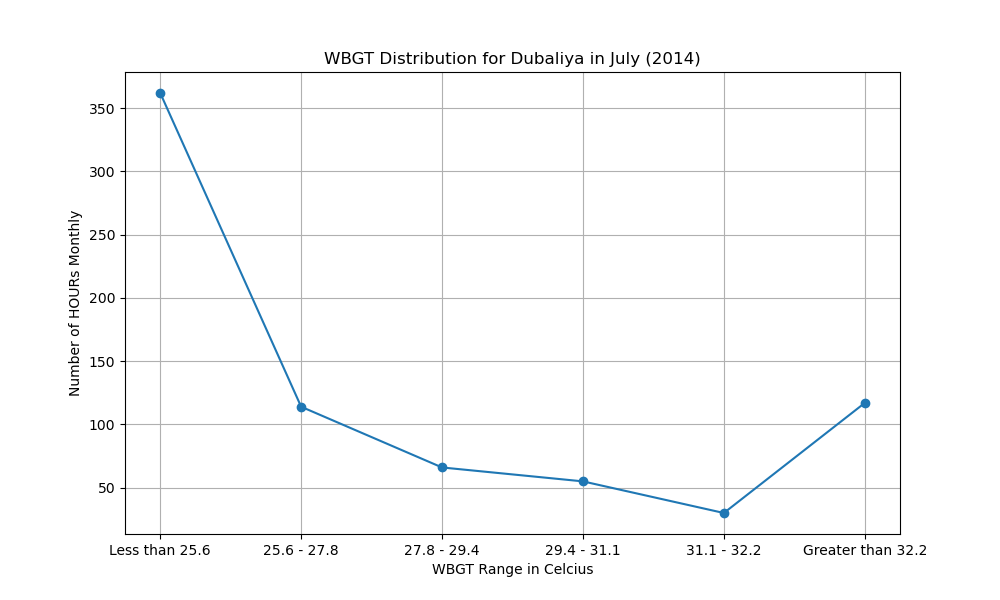 WBGT Distribution for Dubaliya in July (2014)
Number of HOURs Monthly
350
300
250
200
150
100
50
Less than 25.6
25.6 - 27.8
27.8 - 29.4
29.4 - 31.1
31.1 - 32.2
Greater than 32.2
WBGT Range in Celcius